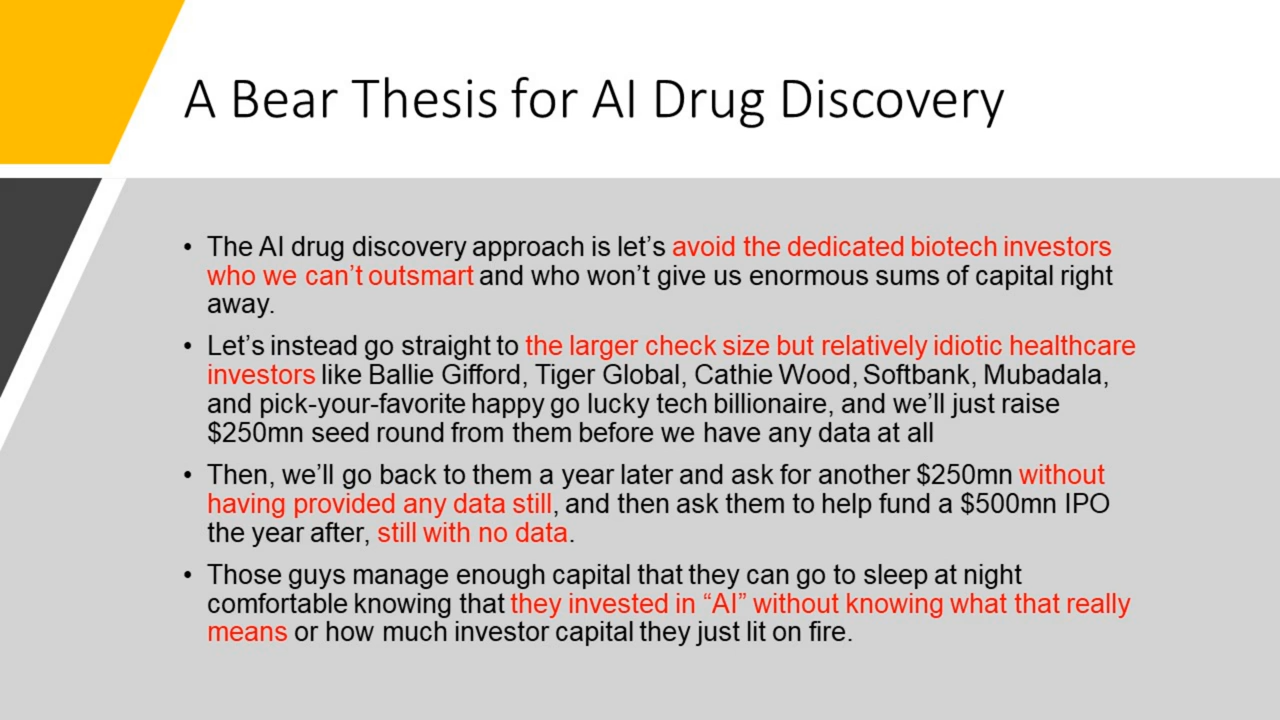 A Bear Thesis for AI Drug Discovery
• The AI drug discovery approach is let’s avoid the dedicated biotech investors
who we can’t outsmart and who won’t give us enormous sums of capital right
away.
• Let’s instead go straight to the larger check size but relatively idiotic healthcare
investors like Ballie Gifford, Tiger Global, Cathie Wood, Softbank, Mubadala,
and pick-your-favorite happy go lucky tech billionaire, and we’ll just raise
$250mn seed round from them before we have any data at all
• Then, we’ll go back to them a year later and ask for another $250mn without
having provided any data still, and then ask them to help fund a $500mn IPO
the year after, still with no data.
• Those guys manage enough capital that they can go to sleep at night
comfortable knowing that they invested in “AI” without knowing what that really
means or how much investor capital they just lit on fire.